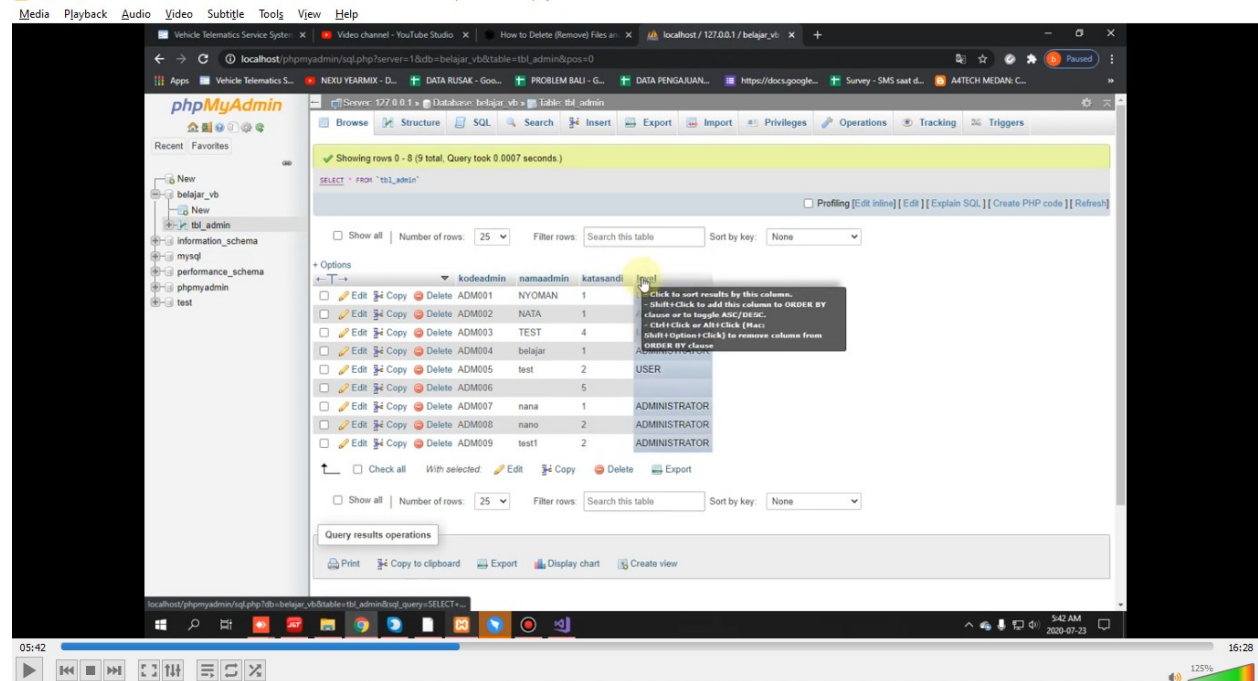 Media Playback Audio Video Subtitle Tools View Help
Vehicle Telematics Service System Video channel - YouTube Studio How to Delete (Remove) Files an localhost / 127.0.0.1 / belajar_vb
localhost/phpmyadmin/sql.php?server=1&db=belajar_vb&table=tbl_admin&pos=0 Paused
Apps Vehicle Telematics S... NEXU YEARMIX - D... DATA RUSAK - Goo... PROBLEM BALI - G... DATA PENGAJUAN... https://docs.google... Survey - SMS saat d... A4TECH MEDAN: C... »
phpMyAdmin
Recent Favorites
New
belajar_vb
New
tbl_admin
information_schema
mysql
performance_schema
phpmyadmin
test
Server: 127.0.0.1 » Database: belajar_vb » Table: tbl_admin
Browse Structure SQL Search Insert Export Import Privileges Operations Tracking Triggers
Showing rows 0 - 8 (9 total, Query took 0.0007 seconds.)
SELECT * FROM `tbl_admin`
Profiling [Edit inline] [ Edit ] [ Explain SQL ] [ Create PHP code ] [ Refresh]
Show all | Number of rows: 25 Filter rows: Search this table Sort by key: None
+ Options
←T→ kodeadmin namaadmin katasandi level
Edit Copy Delete ADM001 NYOMAN 1
Edit Copy Delete ADM002 NATA 1
Edit Copy Delete ADM003 TEST 4
Edit Copy Delete ADM004 belajar 1 ADMINISTRATOR
Edit Copy Delete ADM005 test 2 USER
Edit Copy Delete ADM006 5
Edit Copy Delete ADM007 nana 1 ADMINISTRATOR
Edit Copy Delete ADM008 nano 2 ADMINISTRATOR
Edit Copy Delete ADM009 test1 2 ADMINISTRATOR
- Click to sort results by this column.
- Shift+Click to add this column to ORDER BY
clause or to toggle ASC/DESC.
- Ctrl+Click or Alt+Click (Mac:
Shift+Option+Click) to remove column from
ORDER BY clause
Check all With selected: Edit Copy Delete Export
Show all | Number of rows: 25 Filter rows: Search this table Sort by key: None
Query results operations
Print Copy to clipboard Export Display chart Create view
localhost/phpmyadmin/sql.php?db=belajar_vb&table=tbl_admin&sql_query=SELECT+...
J&T
5:42 AM
2020-07-23
05:42 16:28
125%